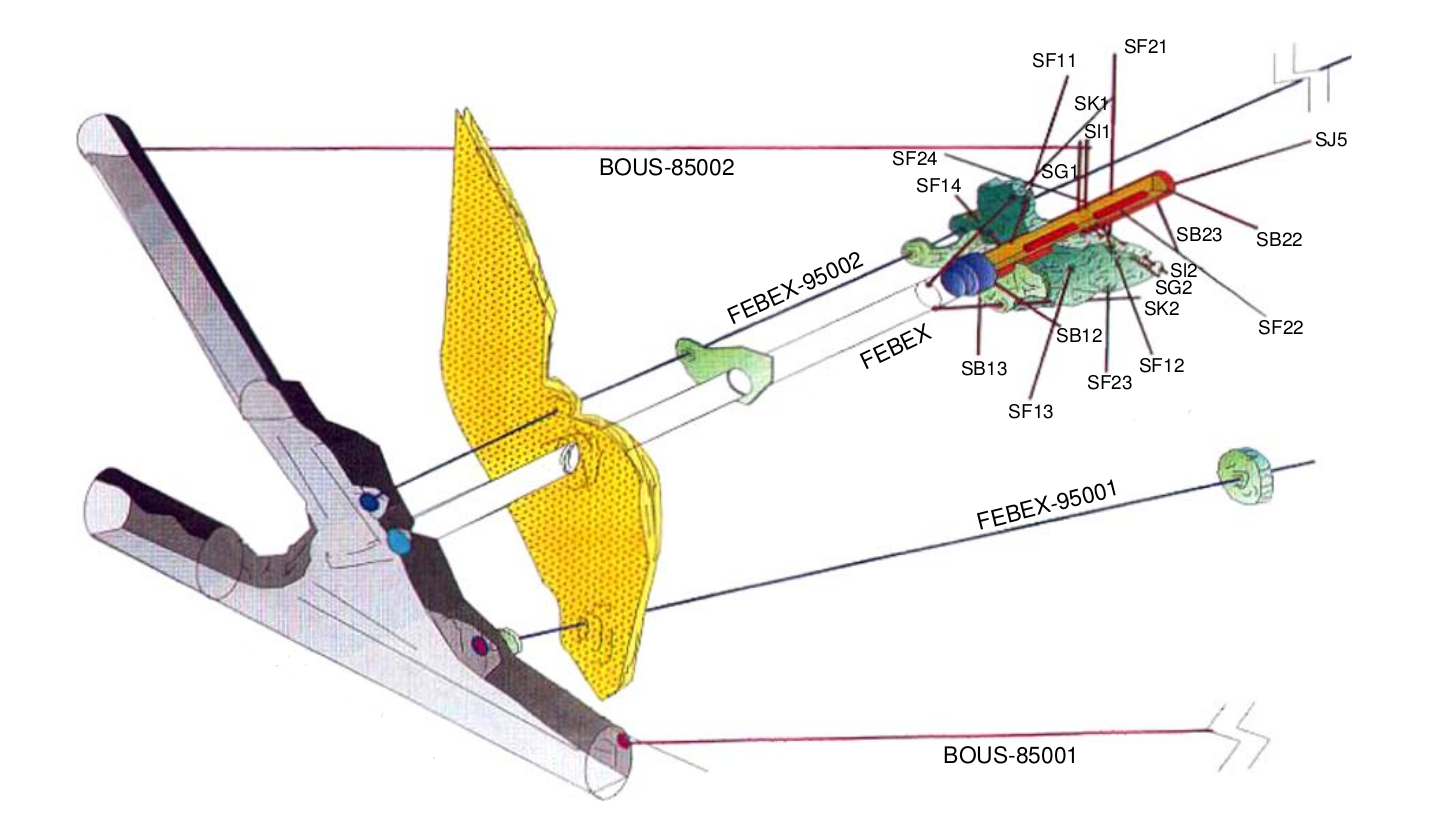 SF21
SF11
SK1
SI1
SJ5
BOUS-85002
SF24
SG1
SF14
SB23
SB22
FEBEX-95002
SI2
SG2
SK2
SF22
FEBEX
SB12
SB13
SF12
SF23
SF13
FEBEX-95001
BOUS-85001